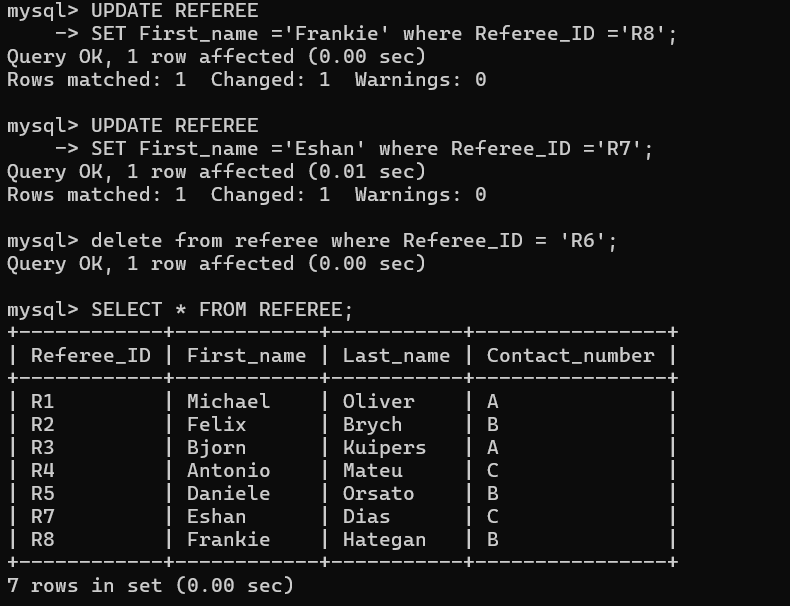 mysql> UPDATE REFEREE
    -> SET First_name ='Frankie' where Referee_ID ='R8';
Query OK, 1 row affected (0.00 sec)
Rows matched: 1  Changed: 1  Warnings: 0

mysql> UPDATE REFEREE
    -> SET First_name ='Eshan' where Referee_ID ='R7';
Query OK, 1 row affected (0.01 sec)
Rows matched: 1  Changed: 1  Warnings: 0

mysql> delete from referee where Referee_ID = 'R6';
Query OK, 1 row affected (0.00 sec)

mysql> SELECT * FROM REFEREE;
+------------+------------+-----------+----------------+
| Referee_ID | First_name | Last_name | Contact_number |
+------------+------------+-----------+----------------+
| R1         | Michael    | Oliver    | A              |
| R2         | Felix      | Brych     | B              |
| R3         | Bjorn      | Kuipers   | A              |
| R4         | Antonio    | Mateu     | C              |
| R5         | Daniele    | Orsato    | B              |
| R7         | Eshan      | Dias      | C              |
| R8         | Frankie    | Hategan   | B              |
+------------+------------+-----------+----------------+
7 rows in set (0.00 sec)